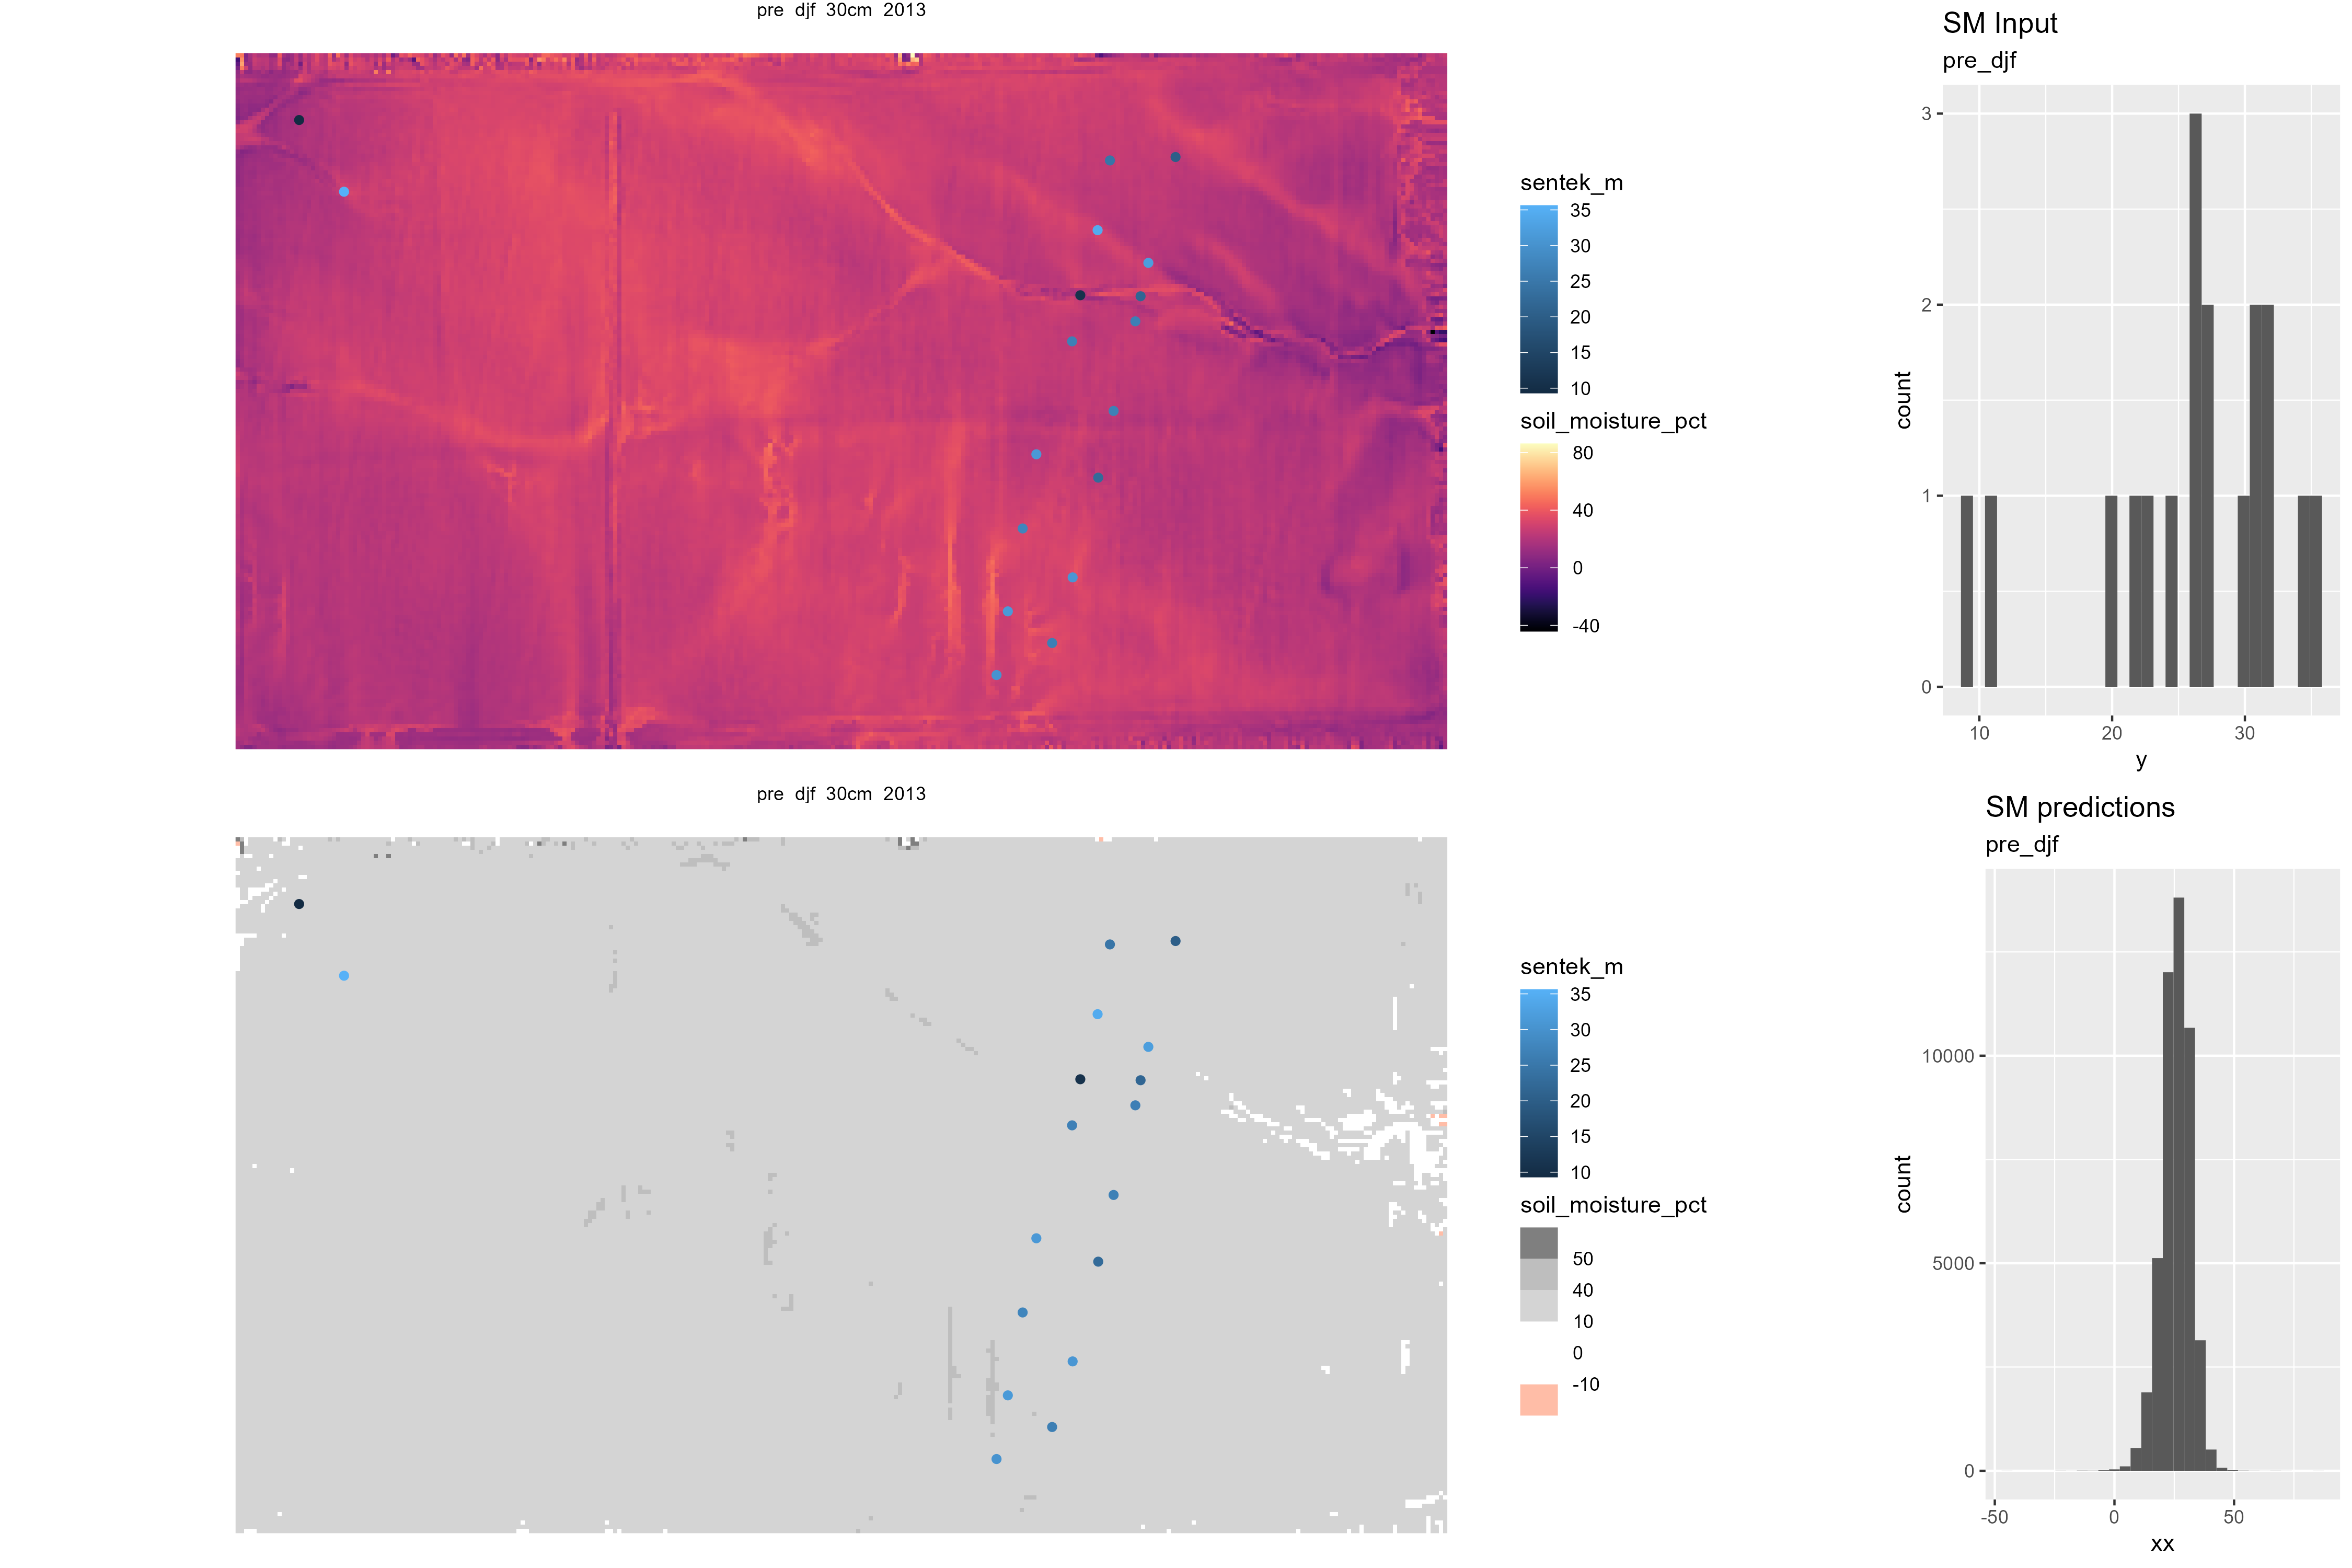 pre djf 30cm 2013
sentek_m
35
30
25
20
15
10
soil_moisture_pct
80
40
0
-40
SM Input
pre_djf
count
3
2
1
0
10 20 30
y
pre djf 30cm 2013
sentek_m
35
30
25
20
15
10
soil_moisture_pct
50
40
10
0
-10
SM predictions
pre_djf
count
10000
5000
0
-50 0 50
xx